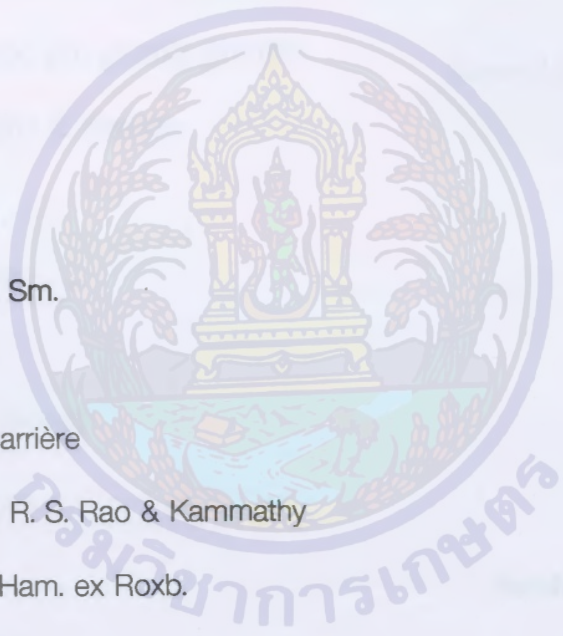 Sm.
arrière
R. S. Rao & Kammathy
Ham. ex Roxb.
กรมวิชาการเกษตร